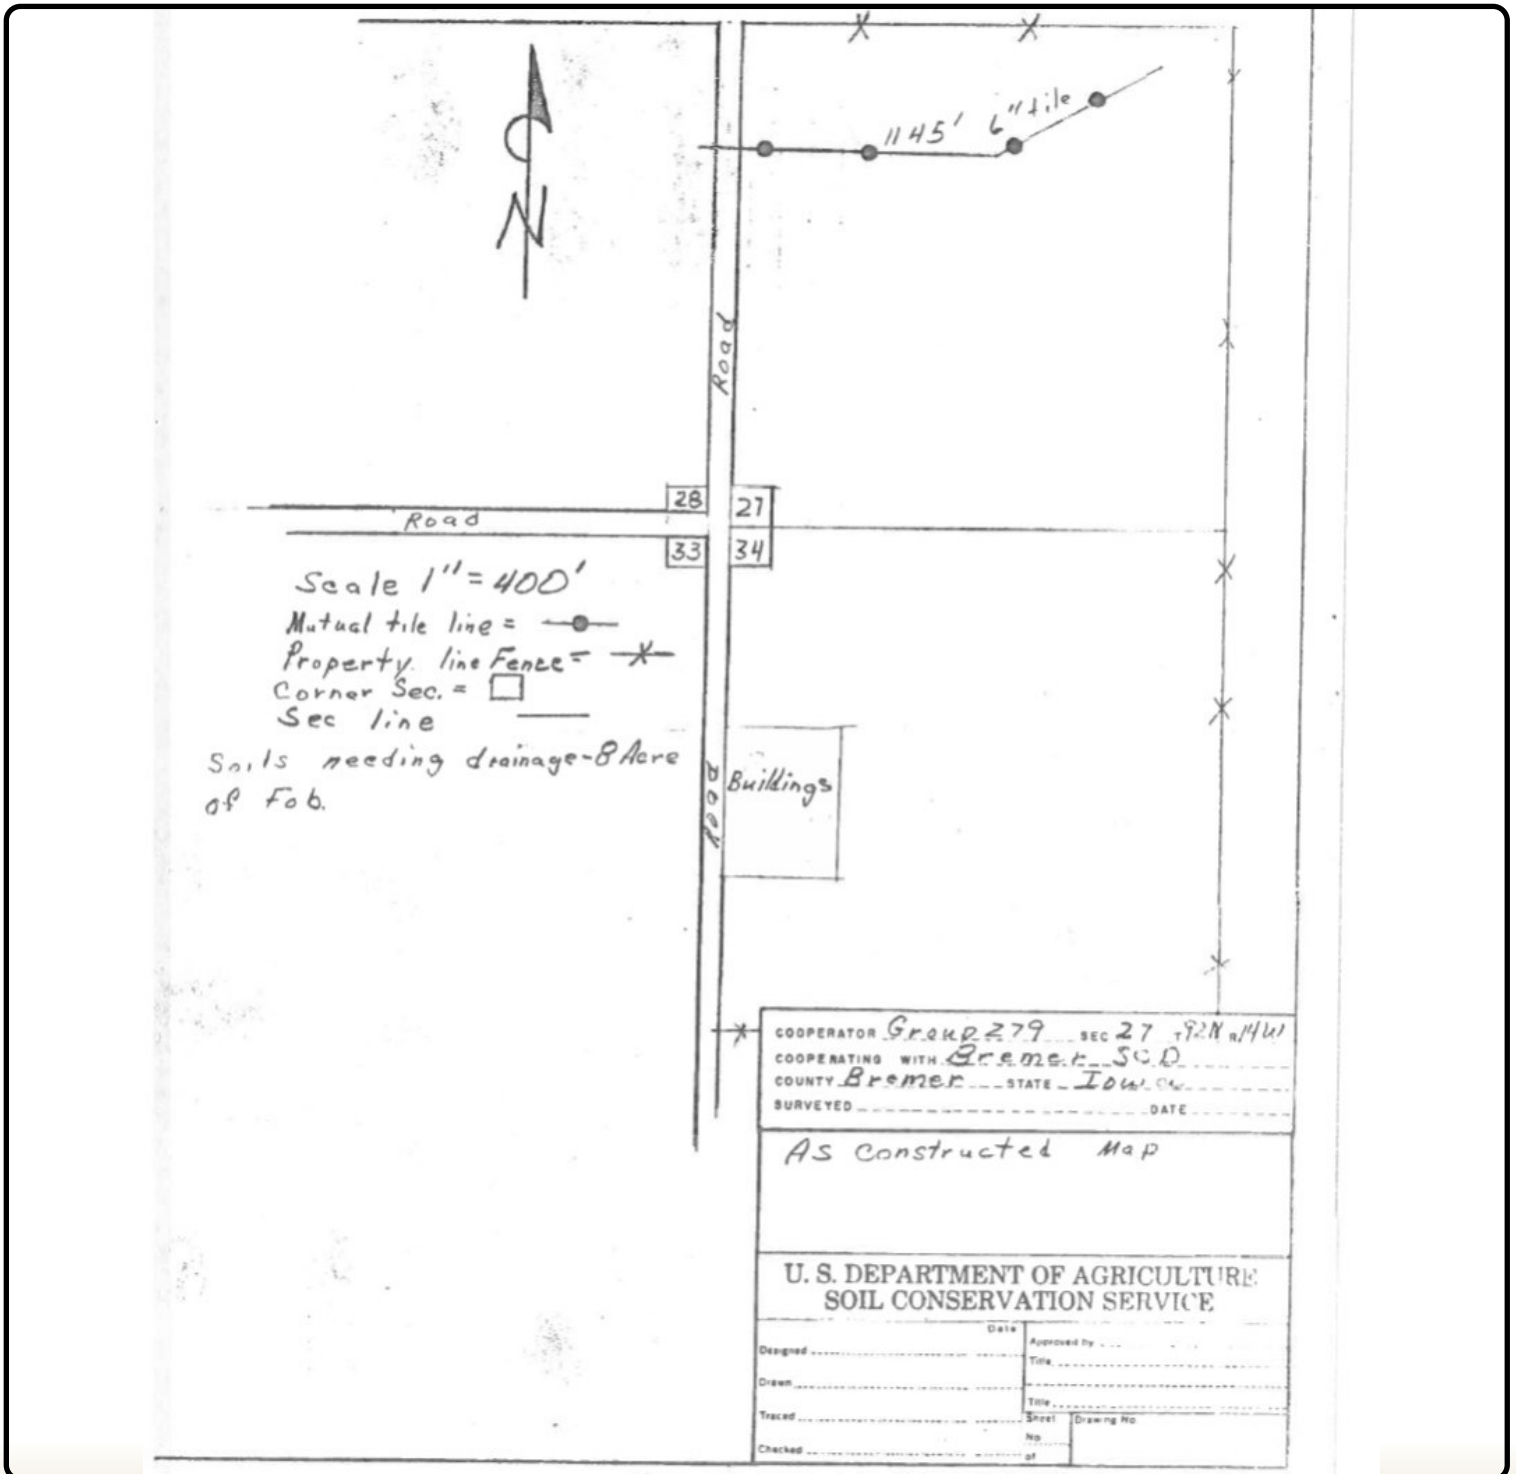 1145' 6" tile
N
Road
28 27
Road
33 34
Scale 1" = 400'
Mutual tile line =
Property line Fence =
Corner Sec. =
Sec line
Soils needing drainage - 8 Acre
of Fob.
Road
Buildings
COOPERATOR Group 279 SEC 27 T 92N R 14W
COOPERATING WITH Bremer SCD
COUNTY Bremer STATE Iowa
SURVEYED DATE
As Constructed Map
U. S. DEPARTMENT OF AGRICULTURE
SOIL CONSERVATION SERVICE
Date
Approved by
Designed
Title
Drawn
Title
Traced
Sheet
Drawing No.
No
Checked
of